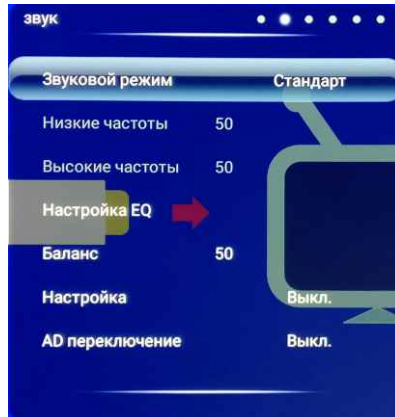 звук
Звуковой режим Стандарт
Низкие частоты 50
Высокие частоты 50
Настройка EQ
Баланс 50
Настройка Выкл.
AD переключение Выкл.